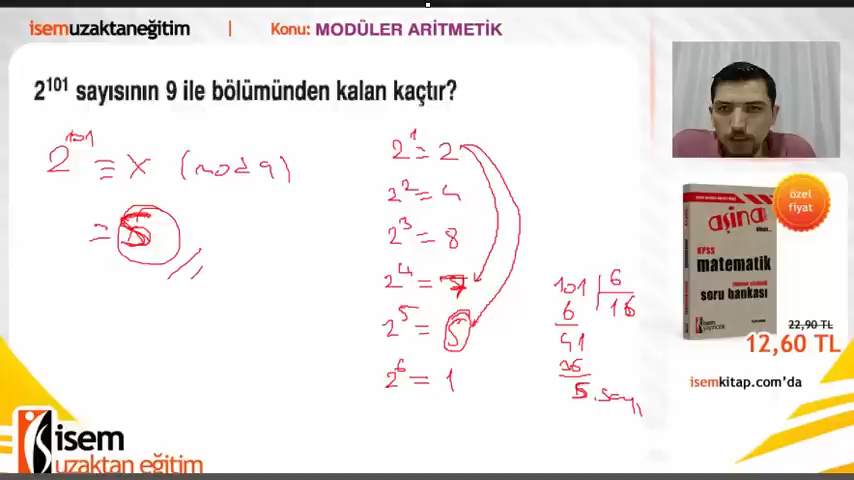 isemuzaktaneğitim | Konu: MODÜLER ARİTMETİK
2¹⁰¹ sayısının 9 ile bölümünden kalan kaçtır?
2¹⁰¹ ≡ x (mod 9)
≡ 5
2¹ = 2
2² = 4
2³ = 8
2⁴ = 7
2⁵ = 5
2⁶ = 1
101 | 6
6 16
41
36
5. sayı
özel
fiyat
aşina
KPSS
matematik
soru bankası
22,90 TL
12,60 TL
isemkitap.com'da
isem
uzaktan eğitim